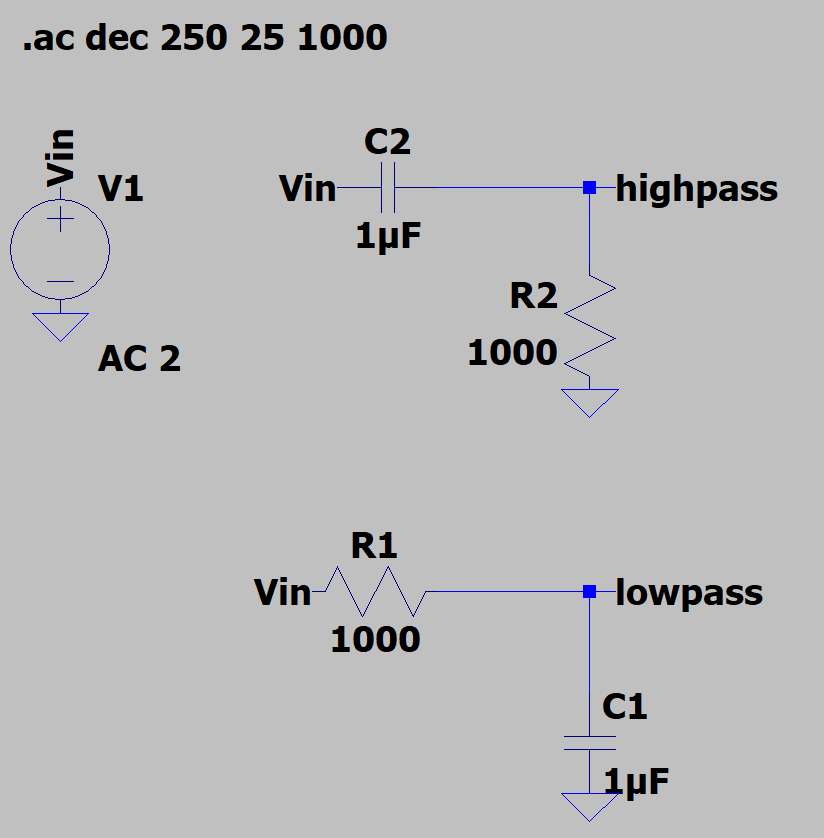 .ac dec 250 25 1000
Vin
V1
AC 2
C2
Vin
highpass
1µF
R2
1000
R1
Vin
lowpass
1000
C1
1µF